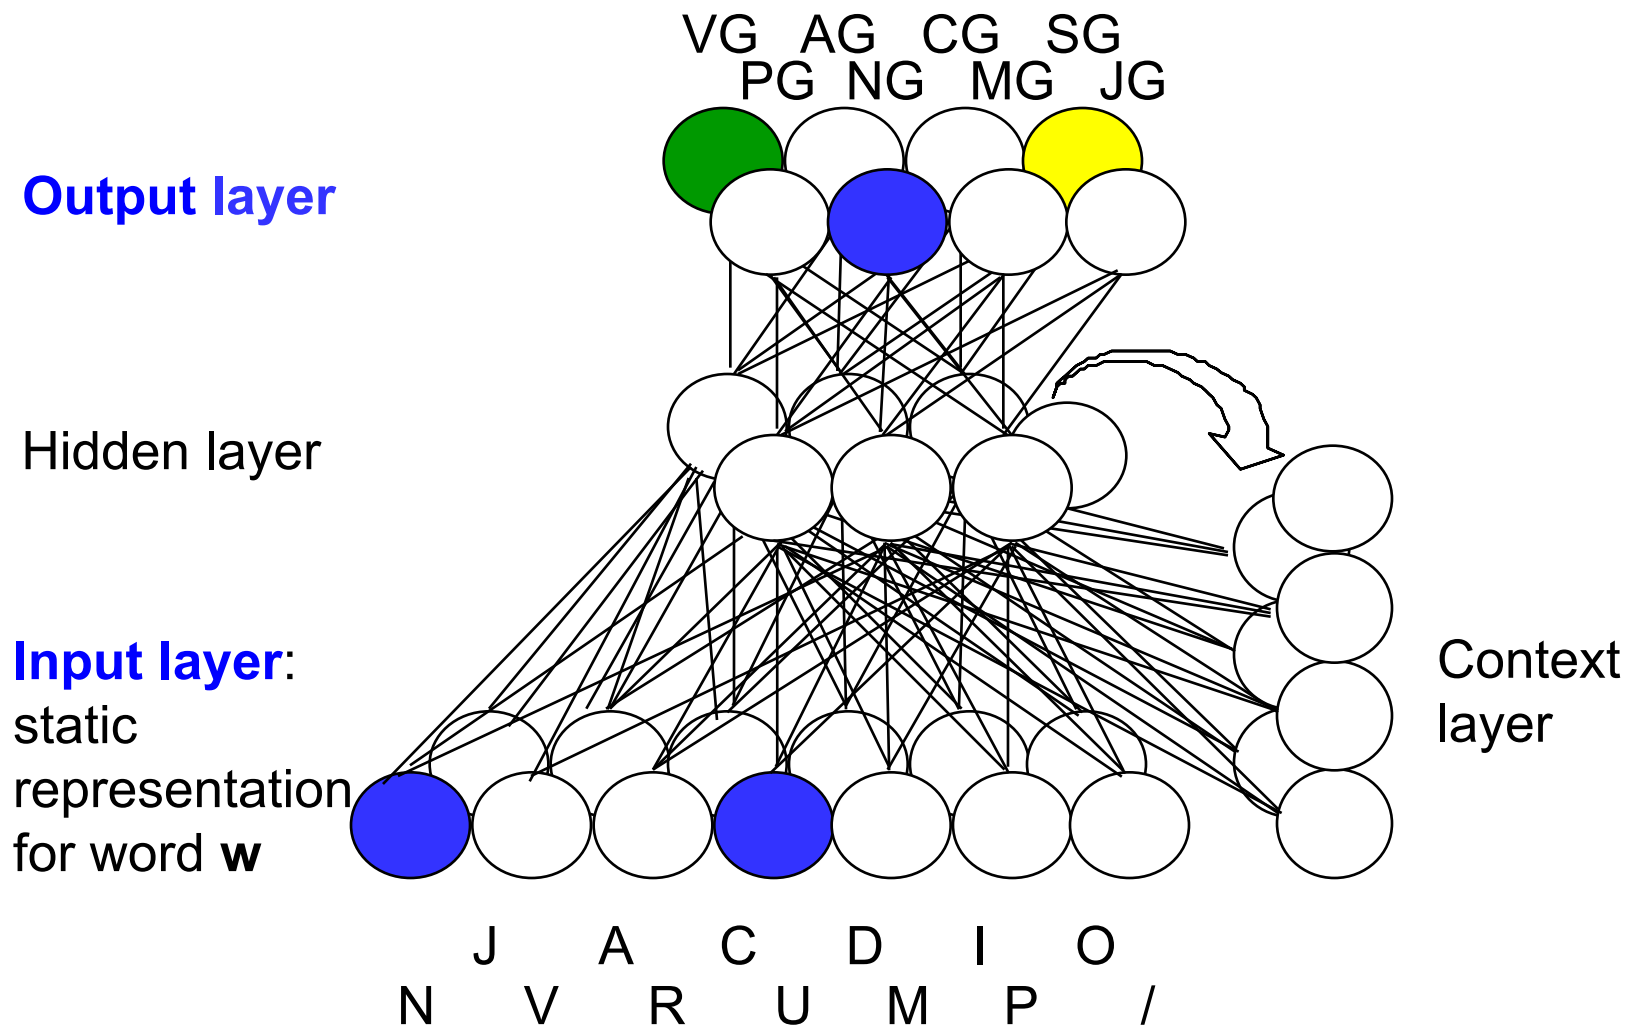 VG AG CG SG
PG NG MG JG
Output layer
Hidden layer
Input layer:
static
representation
for word w
Context
layer
J A C D I O
N V R U M P /